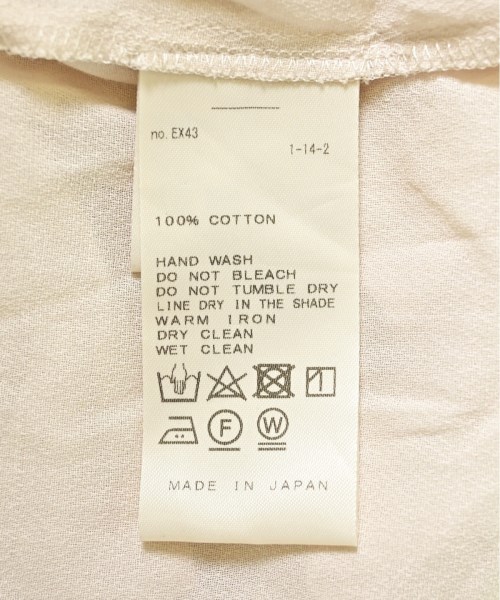 no. EX43
1-14-2
100% COTTON
HAND WASH
DO NOT BLEACH
DO NOT TUMBLE DRY
LINE DRY IN THE SHADE
WARM IRON
DRY CLEAN
WET CLEAN
F W
MADE IN JAPAN